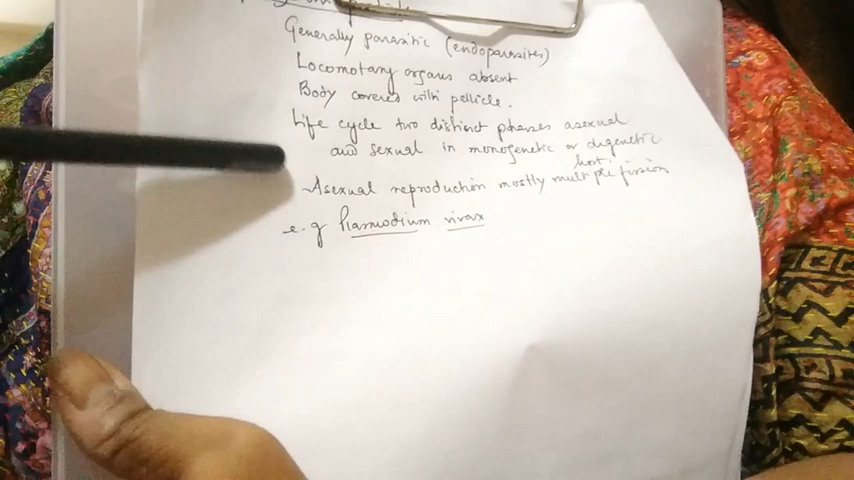 Generally parasitic (endoparasites)
Locomotary organs absent
Body covered with pellicle.
Life cycle two distinct phases asexual
and sexual in monogenetic or digenetic
host
Asexual reproduction mostly multiple fission
e.g Plasmodium vivax